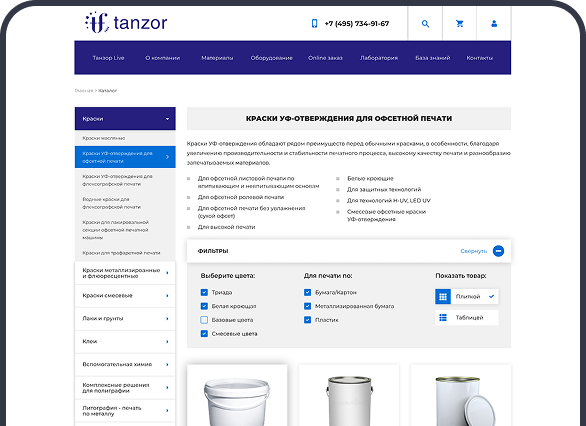 tanzor
+7 (495) 734-91-67
Танзор Live
О компании
Материалы
Оборудование
Online заказ
Лаборатория
База знаний
Контакты
Главная > Каталог
Краски
Краски масляные
Краски УФ-отверждения для
офсетной печати
Краски УФ-отверждения для
флексографской печати
Водные краски для
флексографской печати
Краски для лакировальной
секции офсетной печатной
машины
Краски для трафаретной печати
Краски металлизированные
и флюоресцентные
Краски смесевые
Лаки и грунты
Клеи
Вспомогательная химия
Комплексные решения
для полиграфии
Литография - печать
по металлу
КРАСКИ УФ-ОТВЕРЖДЕНИЯ ДЛЯ ОФСЕТНОЙ ПЕЧАТИ
Краски УФ-отверждения обладают рядом преимуществ перед обычными красками, в особенности, благодаря
увеличению производительности и стабильности печатного процесса, высокому качеству печати и разнообразию
запечатываемых материалов.
Для офсетной листовой печати по
впитывающим и невпитывающим основам
Для офсетной ролевой печати
Для офсетной печати без увлажнения
(сухой офсет)
Для высокой печати
Белые кроющие
Для защитных технологий
Для технологий H-UV, LED UV
Смесовые офсетные краски
УФ-отверждения
ФИЛЬТРЫ
Свернуть
Выберите цвета:
Триада
Белая кроющая
Базовые цвета
Смесевые цвета
Для печати по:
Бумага/Картон
Металлизированная бумага
Пластик
Показать товар:
Плиткой
Таблицей